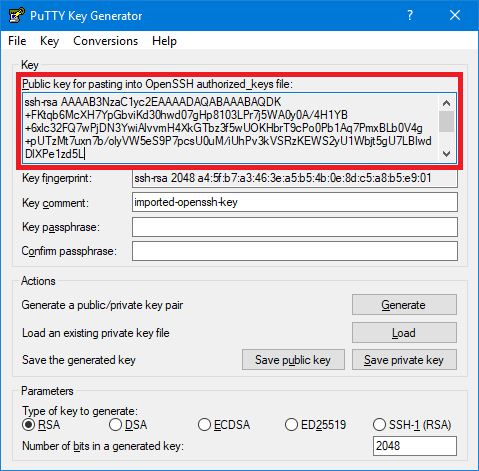 PuTTY Key Generator
File Key Conversions Help
Key
Public key for pasting into OpenSSH authorized_keys file:
ssh-rsa AAAAB3NzaC1yc2EAAAADAQABAAABAQDK
+FKtqb6McXH7YpGbviKd30hwd07gHp8103LPr7j5WA0y0A/4H1YB
+6xlc32FQ7wPjDN3YwiAlvvmH4XkGTbz3f5wUOKHbrT9cPo0Pb1Aq7PmxBLb0V4g
+pUTzMt7uxn7b/olyVW5eS9P7pcsU0uM/iUhPv3kVSRzKEWS2yU1Wbjt5gU7LBIwd
DIXPe1zd5L
Key fingerprint: ssh-rsa 2048 a4:5f:b7:a3:46:3e:a5:b5:4b:0e:8d:c5:a8:b5:e9:01
Key comment: imported-openssh-key
Key passphrase:
Confirm passphrase:
Actions
Generate a public/private key pair Generate
Load an existing private key file Load
Save the generated key Save public key Save private key
Parameters
Type of key to generate:
RSA DSA ECDSA ED25519 SSH-1 (RSA)
Number of bits in a generated key: 2048